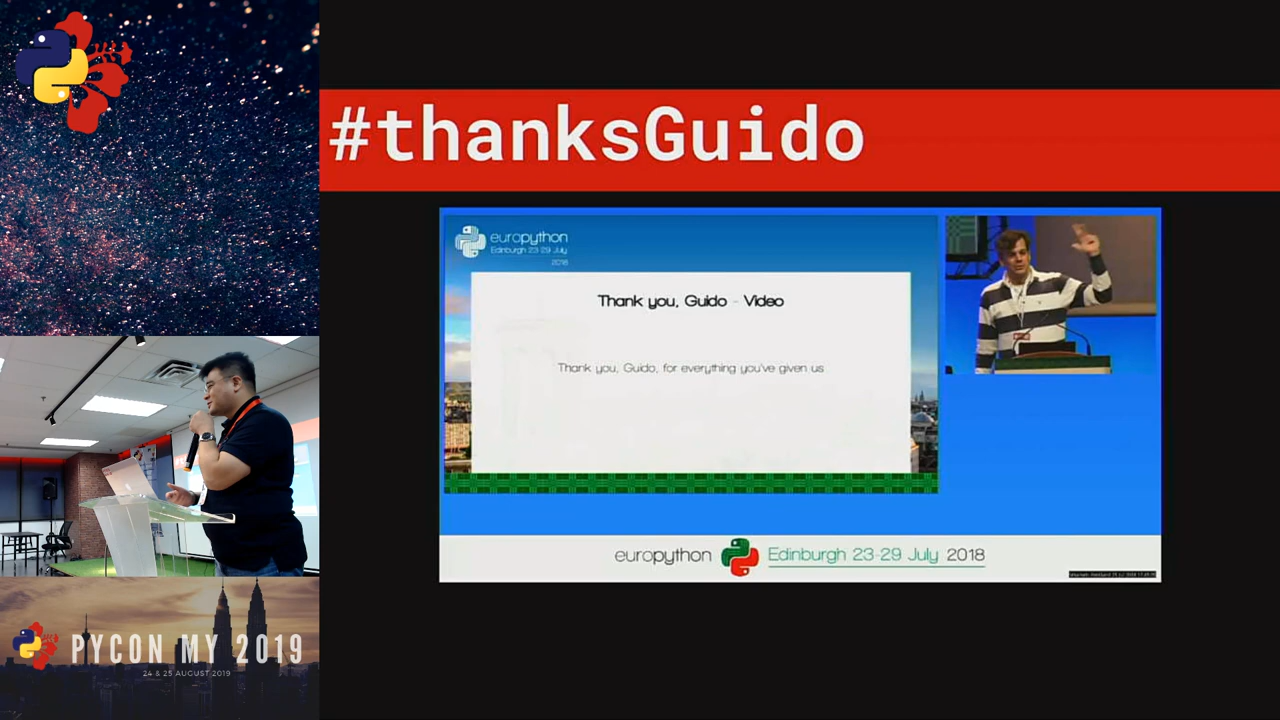 #thanksGuido
europython
Edinburgh 23-29 July
2018
Thank you, Guido - Video
Thank you, Guido, for everything you've given us
europython Edinburgh 23-29 July 2018
PYCON MY 2019
24 & 25 AUGUST 2019